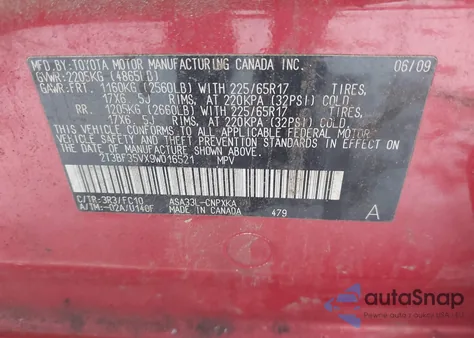 MFD.BY:TOYOTA MOTOR MANUFACTURING CANADA INC. 06/09
GVWR:2205KG (4865LB)
GAWR:FRT. 1160KG (2560LB) WITH 225/65R17 TIRES,
17X6.5J RIMS, AT 220KPA (32PSI) COLD
RR. 1205KG (2660LB) WITH 225/65R17 TIRES,
17X6.5J RIMS, AT 220KPA (32PSI) COLD
THIS VEHICLE CONFORMS TO ALL APPLICABLE FEDERAL MOTOR
VEHICLE SAFETY AND THEFT PREVENTION STANDARDS IN
EFFECT ON THE DATE OF MANUFACTURE SHOWN ABOVE.
2T3BF35VX9W016521 MPV
C/TR:3R3/FC10 ASA33L-CNPXKA
A/TM:-02A/U140F MADE IN CANADA 479 A
autoSnap